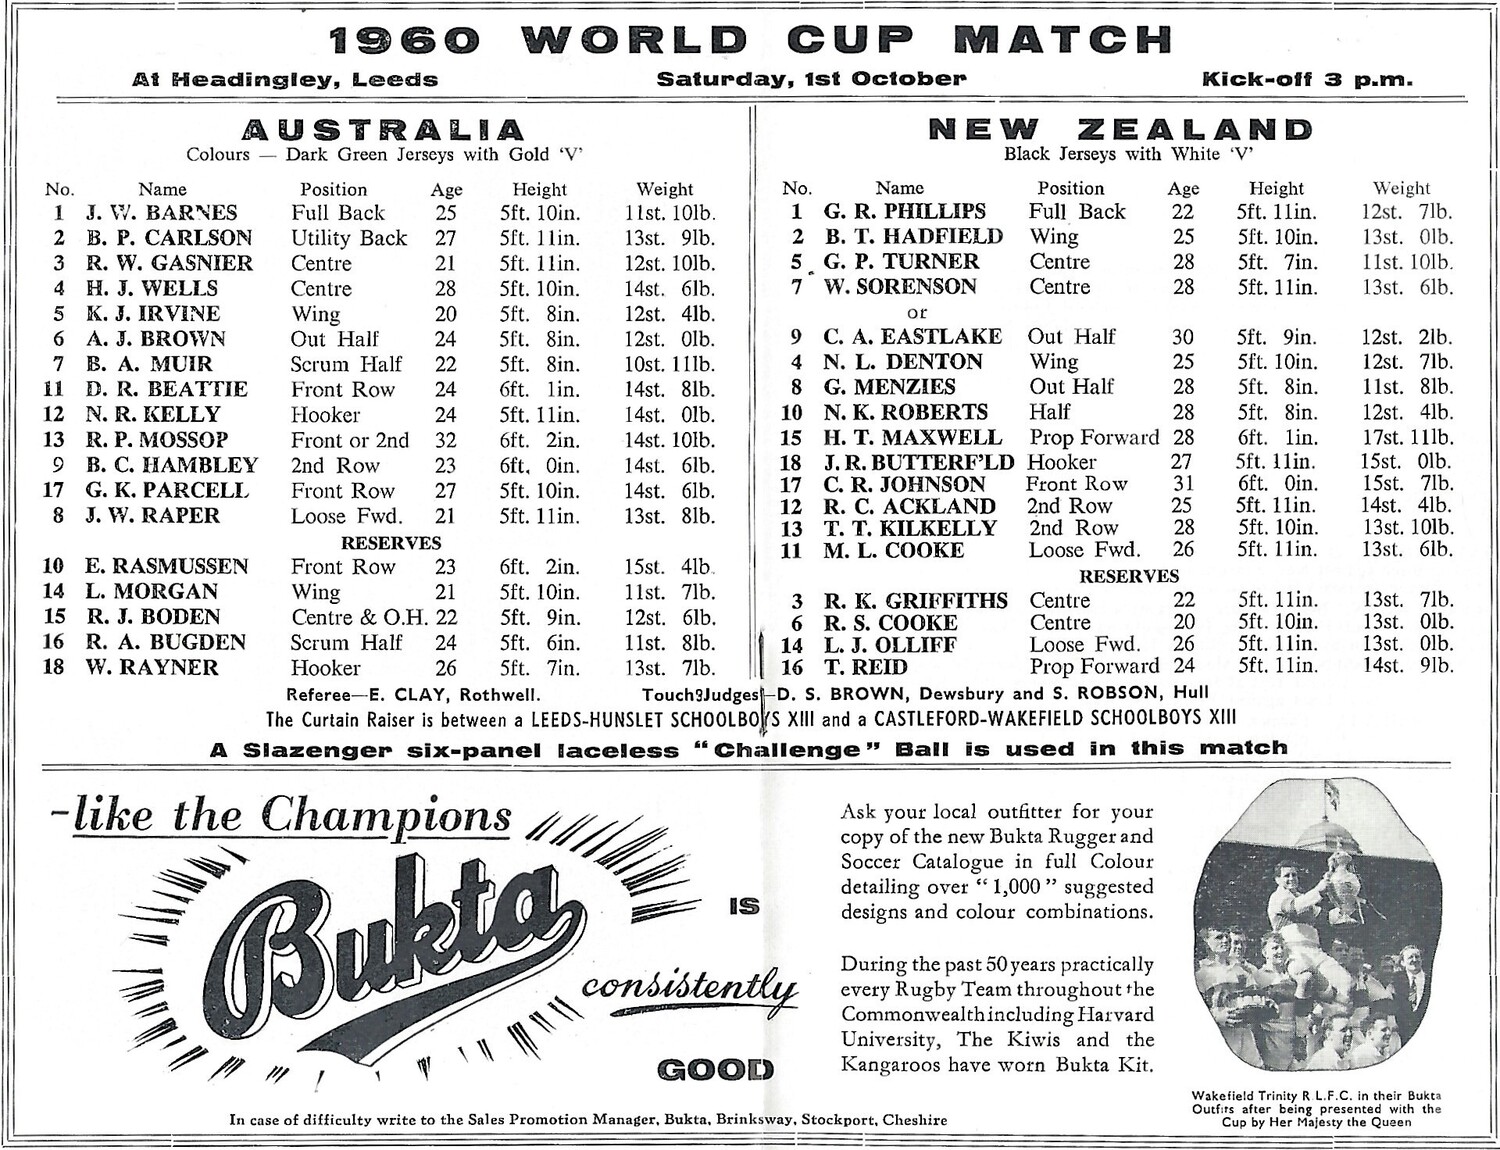 1960 WORLD CUP MATCH
At Headingley, Leeds Saturday, 1st October Kick-off 3 p.m.
AUSTRALIA
Colours — Dark Green Jerseys with Gold 'V'
No. Name Position Age Height Weight
1 J. W. BARNES Full Back 25 5ft. 10in. 11st. 10lb.
2 B. P. CARLSON Utility Back 27 5ft. 11in. 13st. 9lb.
3 R. W. GASNIER Centre 21 5ft. 11in. 12st. 10lb.
4 H. J. WELLS Centre 28 5ft. 10in. 14st. 6lb.
5 K. J. IRVINE Wing 20 5ft. 8in. 12st. 4lb.
6 A. J. BROWN Out Half 24 5ft. 8in. 12st. 0lb.
7 B. A. MUIR Scrum Half 22 5ft. 8in. 10st. 11lb.
11 D. R. BEATTIE Front Row 24 6ft. 1in. 14st. 8lb.
12 N. R. KELLY Hooker 24 5ft. 11in. 14st. 0lb.
13 R. P. MOSSOP Front or 2nd 32 6ft. 2in. 14st. 10lb.
9 B. C. HAMBLEY 2nd Row 23 6ft. 0in. 14st. 6lb.
17 G. K. PARCELL Front Row 27 5ft. 10in. 14st. 6lb.
8 J. W. RAPER Loose Fwd. 21 5ft. 11in. 13st. 8lb.
RESERVES
10 E. RASMUSSEN Front Row 23 6ft. 2in. 15st. 4lb.
14 L. MORGAN Wing 21 5ft. 10in. 11st. 7lb.
15 R. J. BODEN Centre & O.H. 22 5ft. 9in. 12st. 6lb.
16 R. A. BUGDEN Scrum Half 24 5ft. 6in. 11st. 8lb.
18 W. RAYNER Hooker 26 5ft. 7in. 13st. 7lb.
NEW ZEALAND
Black Jerseys with White 'V'
No. Name Position Age Height Weight
1 G. R. PHILLIPS Full Back 22 5ft. 11in. 12st. 7lb.
2 B. T. HADFIELD Wing 25 5ft. 10in. 13st. 0lb.
5 G. P. TURNER Centre 28 5ft. 7in. 11st. 10lb.
7 W. SORENSON Centre 28 5ft. 11in. 13st. 6lb.
or
9 C. A. EASTLAKE Out Half 30 5ft. 9in. 12st. 2lb.
4 N. L. DENTON Wing 25 5ft. 10in. 12st. 7lb.
8 G. MENZIES Out Half 28 5ft. 8in. 11st. 8lb.
10 N. K. ROBERTS Half 28 5ft. 8in. 12st. 4lb.
15 H. T. MAXWELL Prop Forward 28 6ft. 1in. 17st. 11lb.
18 J. R. BUTTERF'LD Hooker 27 5ft. 11in. 15st. 0lb.
17 C. R. JOHNSON Front Row 31 6ft. 0in. 15st. 7lb.
12 R. C. ACKLAND 2nd Row 25 5ft. 11in. 14st. 4lb.
13 T. T. KILKELLY 2nd Row 28 5ft. 10in. 13st. 10lb.
11 M. L. COOKE Loose Fwd. 26 5ft. 11in. 13st. 6lb.
RESERVES
3 R. K. GRIFFITHS Centre 22 5ft. 11in. 13st. 7lb.
6 R. S. COOKE Centre 20 5ft. 10in. 13st. 0lb.
14 L. J. OLLIFF Loose Fwd. 26 5ft. 11in. 13st. 0lb.
16 T. REID Prop Forward 24 5ft. 11in. 14st. 9lb.
Referee—E. CLAY, Rothwell. Touch Judges—D. S. BROWN, Dewsbury and S. ROBSON, Hull
The Curtain Raiser is between a LEEDS-HUNSLET SCHOOLBOYS XIII and a CASTLEFORD-WAKEFIELD SCHOOLBOYS XIII
A Slazenger six-panel laceless "Challenge" Ball is used in this match
-like the Champions
Bukta
IS
consistently
GOOD
Ask your local outfitter for your
copy of the new Bukta Rugger and
Soccer Catalogue in full Colour
detailing over "1,000" suggested
designs and colour combinations.
During the past 50 years practically
every Rugby Team throughout the
Commonwealth including Harvard
University, The Kiwis and the
Kangaroos have worn Bukta Kit.
Wakefield Trinity R.L.F.C. in their Bukta
Outfits after being presented with the
Cup by Her Majesty the Queen
In case of difficulty write to the Sales Promotion Manager, Bukta, Brinksway, Stockport, Cheshire